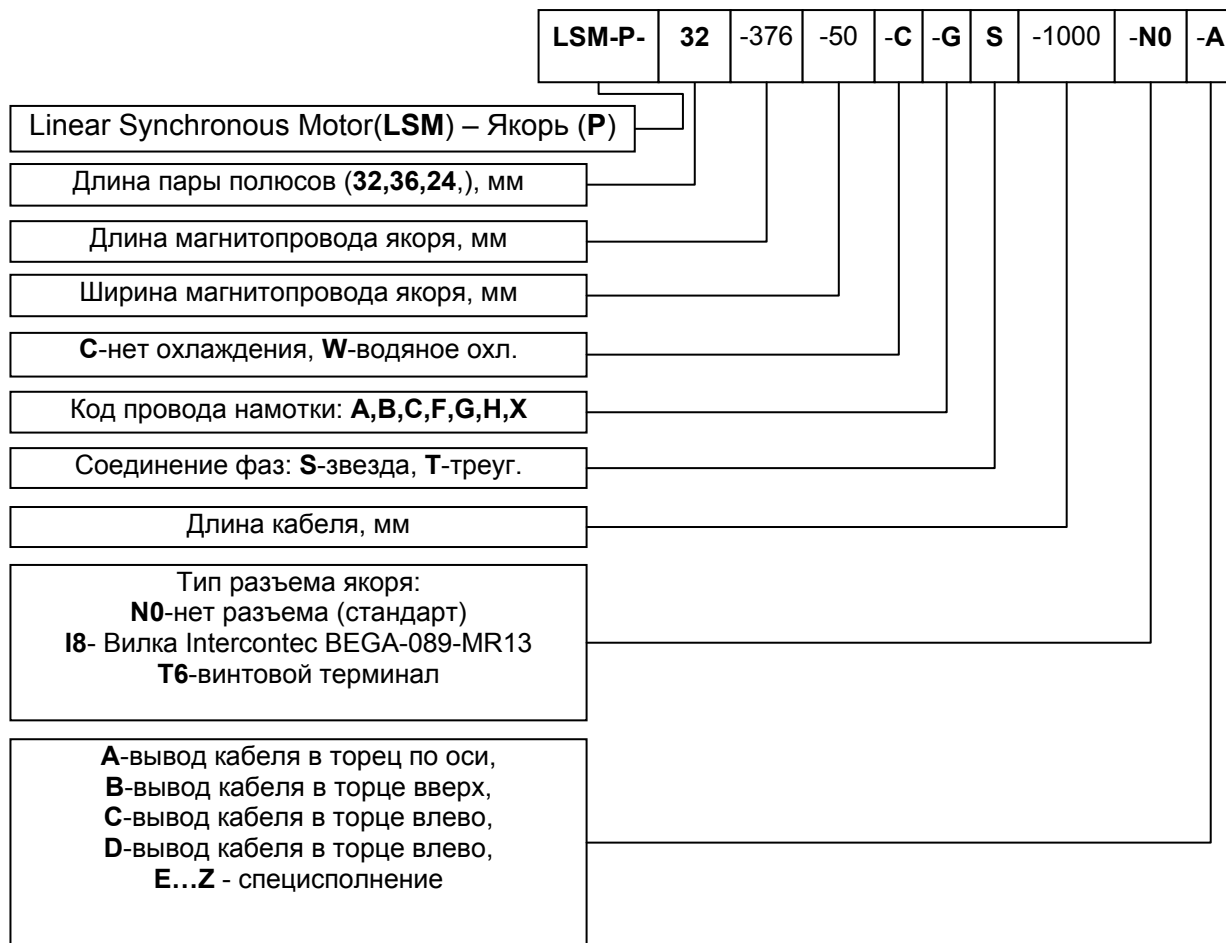 LSM-P- 32 -376 -50 -C -G S -1000 -N0 -A
Linear Synchronous Motor(LSM) – Якорь (P)
Длина пары полюсов (32,36,24,), мм
Длина магнитопровода якоря, мм
Ширина магнитопровода якоря, мм
C-нет охлаждения, W-водяное охл.
Код провода намотки: A,B,C,F,G,H,X
Соединение фаз: S-звезда, T-треуг.
Длина кабеля, мм
Тип разъема якоря:
N0-нет разъема (стандарт)
I8- Вилка Intercontec BEGA-089-MR13
T6-винтовой терминал
A-вывод кабеля в торец по оси,
B-вывод кабеля в торце вверх,
C-вывод кабеля в торце влево,
D-вывод кабеля в торце влево,
E…Z - специсполнение